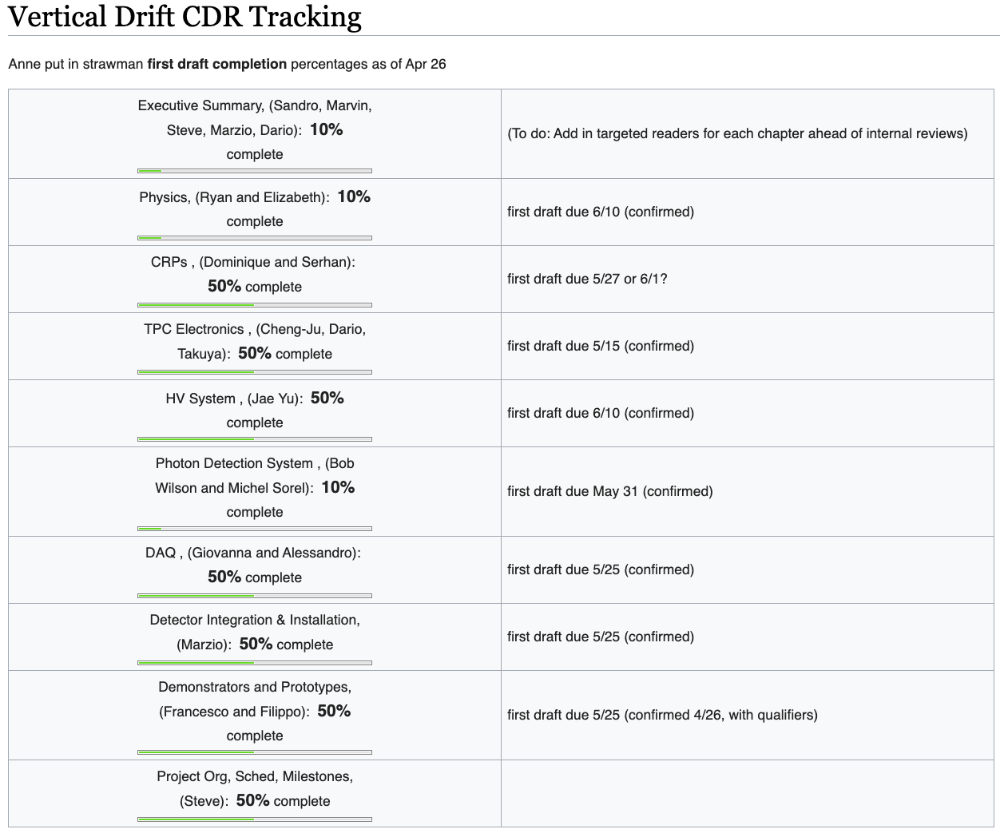 Vertical Drift CDR Tracking
Anne put in strawman first draft completion percentages as of Apr 26
Executive Summary, (Sandro, Marvin,
Steve, Marzio, Dario): 10%
complete
(To do: Add in targeted readers for each chapter ahead of internal reviews)
Physics, (Ryan and Elizabeth): 10%
complete
first draft due 6/10 (confirmed)
CRPs , (Dominique and Serhan):
50% complete
first draft due 5/27 or 6/1?
TPC Electronics , (Cheng-Ju, Dario,
Takuya): 50% complete
first draft due 5/15 (confirmed)
HV System , (Jae Yu): 50%
complete
first draft due 6/10 (confirmed)
Photon Detection System , (Bob
Wilson and Michel Sorel): 10%
complete
first draft due May 31 (confirmed)
DAQ , (Giovanna and Alessandro):
50% complete
first draft due 5/25 (confirmed)
Detector Integration & Installation,
(Marzio): 50% complete
first draft due 5/25 (confirmed)
Demonstrators and Prototypes,
(Francesco and Filippo): 50%
complete
first draft due 5/25 (confirmed 4/26, with qualifiers)
Project Org, Sched, Milestones,
(Steve): 50% complete